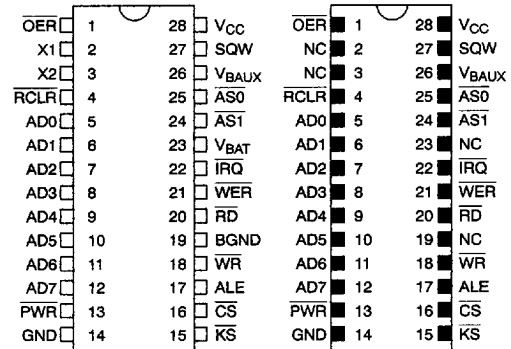 OER 1 28 VCC OER 1 28 VCC
X1 2 27 SQW NC 2 27 SQW
X2 3 26 VBAUX NC 3 26 VBAUX
RCLR 4 25 AS0 RCLR 4 25 AS0
AD0 5 24 AS1 AD0 5 24 AS1
AD1 6 23 VBAT AD1 6 23 NC
AD2 7 22 IRQ AD2 7 22 IRQ
AD3 8 21 WER AD3 8 21 WER
AD4 9 20 RD AD4 9 20 RD
AD5 10 19 BGND AD5 10 19 NC
AD6 11 18 WR AD6 11 18 WR
AD7 12 17 ALE AD7 12 17 ALE
PWR 13 16 CS PWR 13 16 CS
GND 14 15 KS GND 14 15 KS